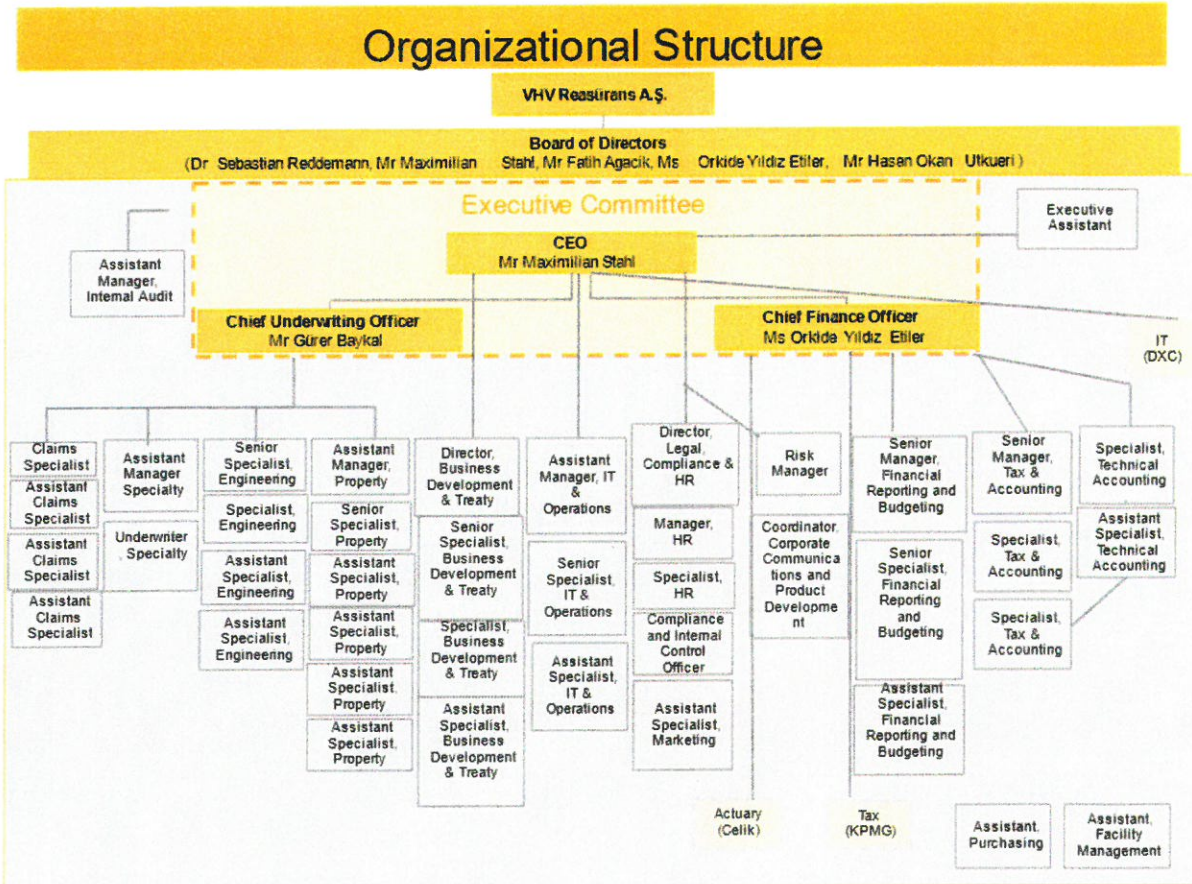 Organizational Structure
VHV Reasürans A.Ş.
Board of Directors
(Dr Sebastian Reddemann, Mr Maximilian Stahl, Mr Fatih Agacik, Ms Orkide Yildiz Etiler, Mr Hasan Okan Utkueri)
Executive Committee
Executive
Assistant
CEO
Mr Maximilian Stahl
Assistant
Manager,
Internal Audit
Chief Underwriting Officer
Mr Gürer Baykal
Chief Finance Officer
Ms Orkide Yıldız Etiler
IT
(DXC)
Claims
Specialist
Assistant
Claims
Specialist
Assistant
Claims
Specialist
Assistant
Claims
Specialist
Assistant
Manager
Specialty
Underwriter
Specialty
Senior
Specialist,
Engineering
Specialist,
Engineering
Assistant
Specialist,
Engineering
Assistant
Specialist,
Engineering
Assistant
Manager,
Property
Senior
Specialist,
Property
Assistant
Specialist,
Property
Assistant
Specialist,
Property
Assistant
Specialist,
Property
Assistant
Specialist,
Property
Director,
Business
Development
& Treaty
Senior
Specialist,
Business
Development
& Treaty
Specialist,
Business
Development
& Treaty
Assistant
Specialist,
Business
Development
& Treaty
Assistant
Manager, IT
&
Operations
Senior
Specialist,
IT &
Operations
Assistant
Specialist,
IT &
Operations
Director,
Legal,
Compliance &
HR
Manager,
HR
Specialist,
HR
Compliance
and Internal
Control
Officer
Assistant
Specialist,
Marketing
Risk
Manager
Coordinator,
Corporate
Communica
tions and
Product
Developme
nt
Senior
Manager,
Financial
Reporting and
Budgeting
Senior
Specialist,
Financial
Reporting
and
Budgeting
Assistant
Specialist,
Financial
Reporting and
Budgeting
Senior
Manager,
Tax &
Accounting
Specialist,
Tax &
Accounting
Specialist,
Tax &
Accounting
Specialist,
Technical
Accounting
Assistant
Specialist,
Technical
Accounting
Actuary
(Celik)
Tax
(KPMG)
Assistant,
Purchasing
Assistant,
Facility
Management